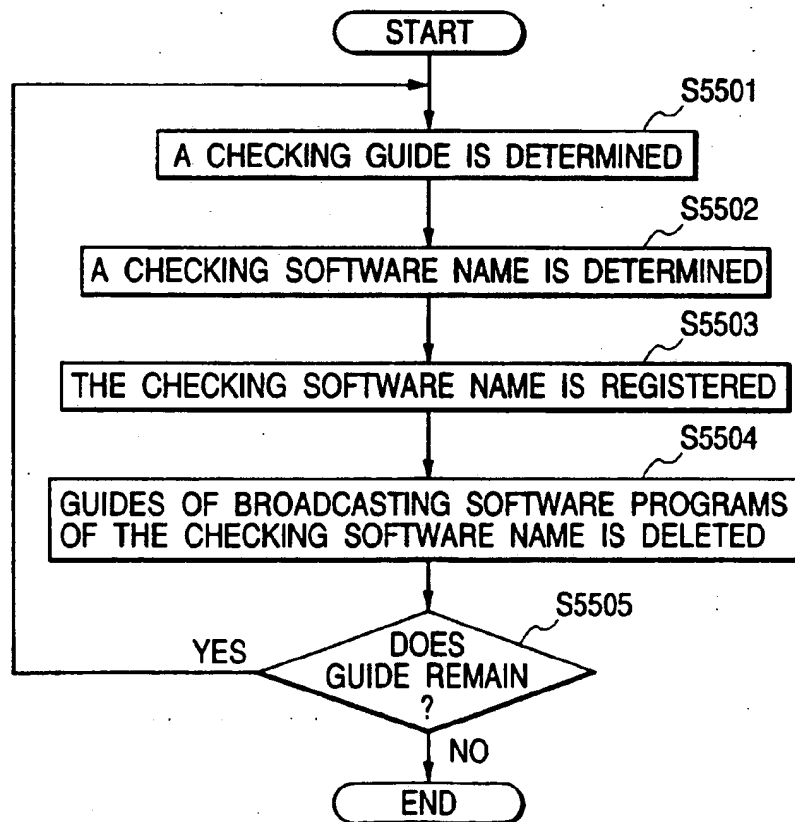 START
S5501
A CHECKING GUIDE IS DETERMINED
S5502
A CHECKING SOFTWARE NAME IS DETERMINED
S5503
THE CHECKING SOFTWARE NAME IS REGISTERED
S5504
GUIDES OF BROADCASTING SOFTWARE PROGRAMS
OF THE CHECKING SOFTWARE NAME IS DELETED
S5505
YES
DOES
GUIDE REMAIN
?
NO
END